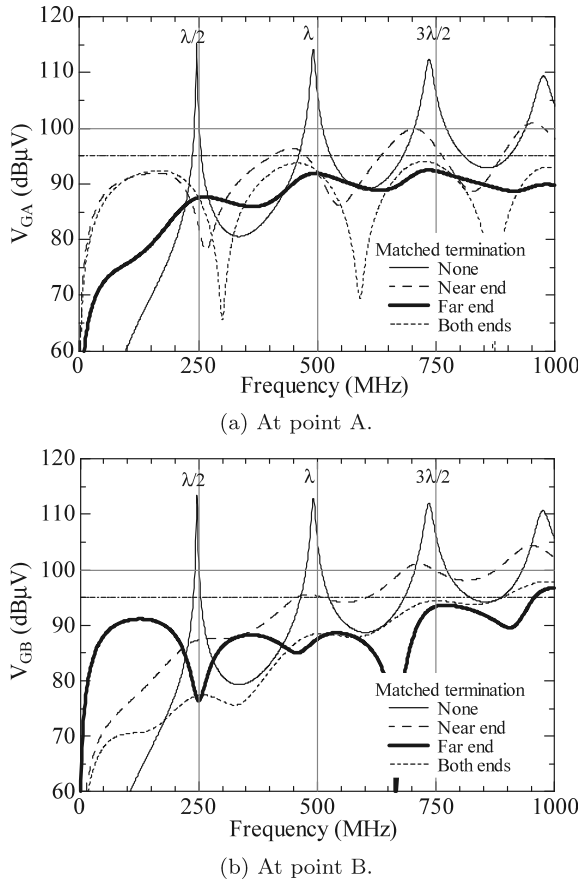 120
110
100
90
80
70
60
V_GA (dBµV)
λ/2
λ
3λ/2
Matched termination
None
Near end
Far end
Both ends
0
250
500
750
1000
Frequency (MHz)
(a) At point A.
120
110
100
90
80
70
60
V_GB (dBµV)
λ/2
λ
3λ/2
Matched termination
None
Near end
Far end
Both ends
0
250
500
750
1000
Frequency (MHz)
(b) At point B.